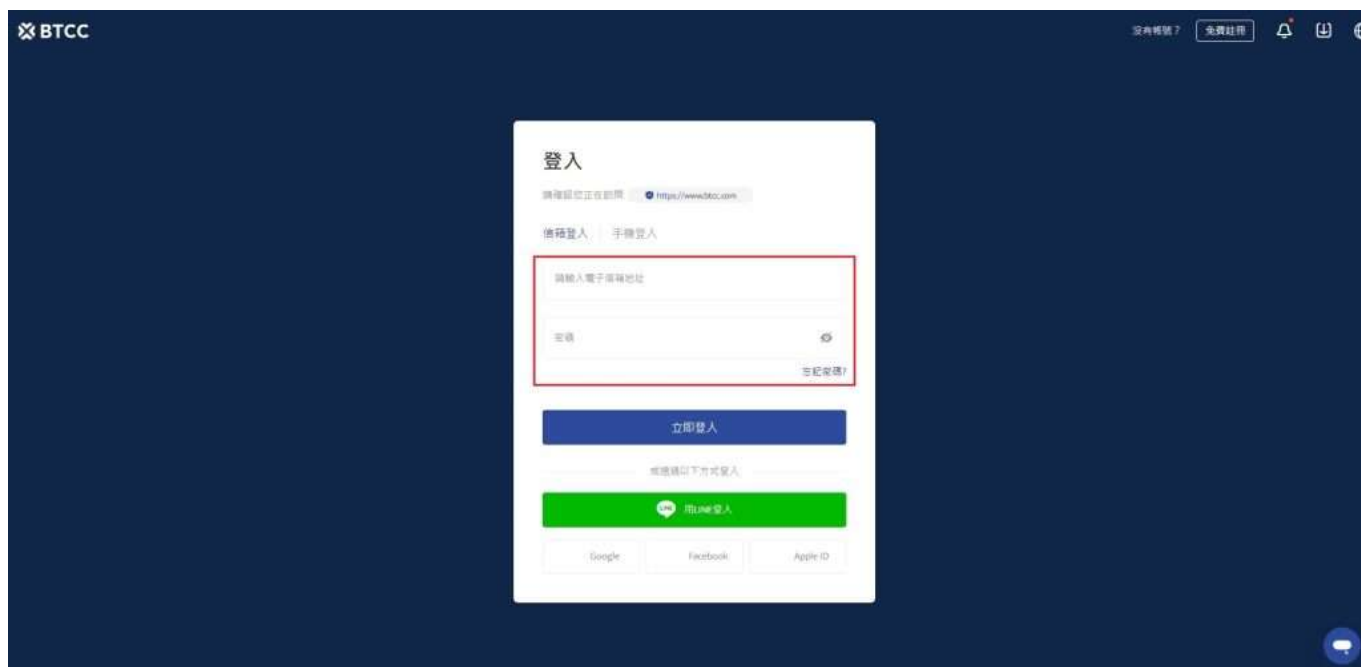 BTCC
沒有帳號？ 免費註冊
登入
請確認您正在訪問 https://www.btcc.com
信箱登入 手機登入
請輸入電子信箱地址
密碼
忘記密碼?
立即登入
或透過以下方式登入
LINE 用LINE登入
Google Facebook Apple ID